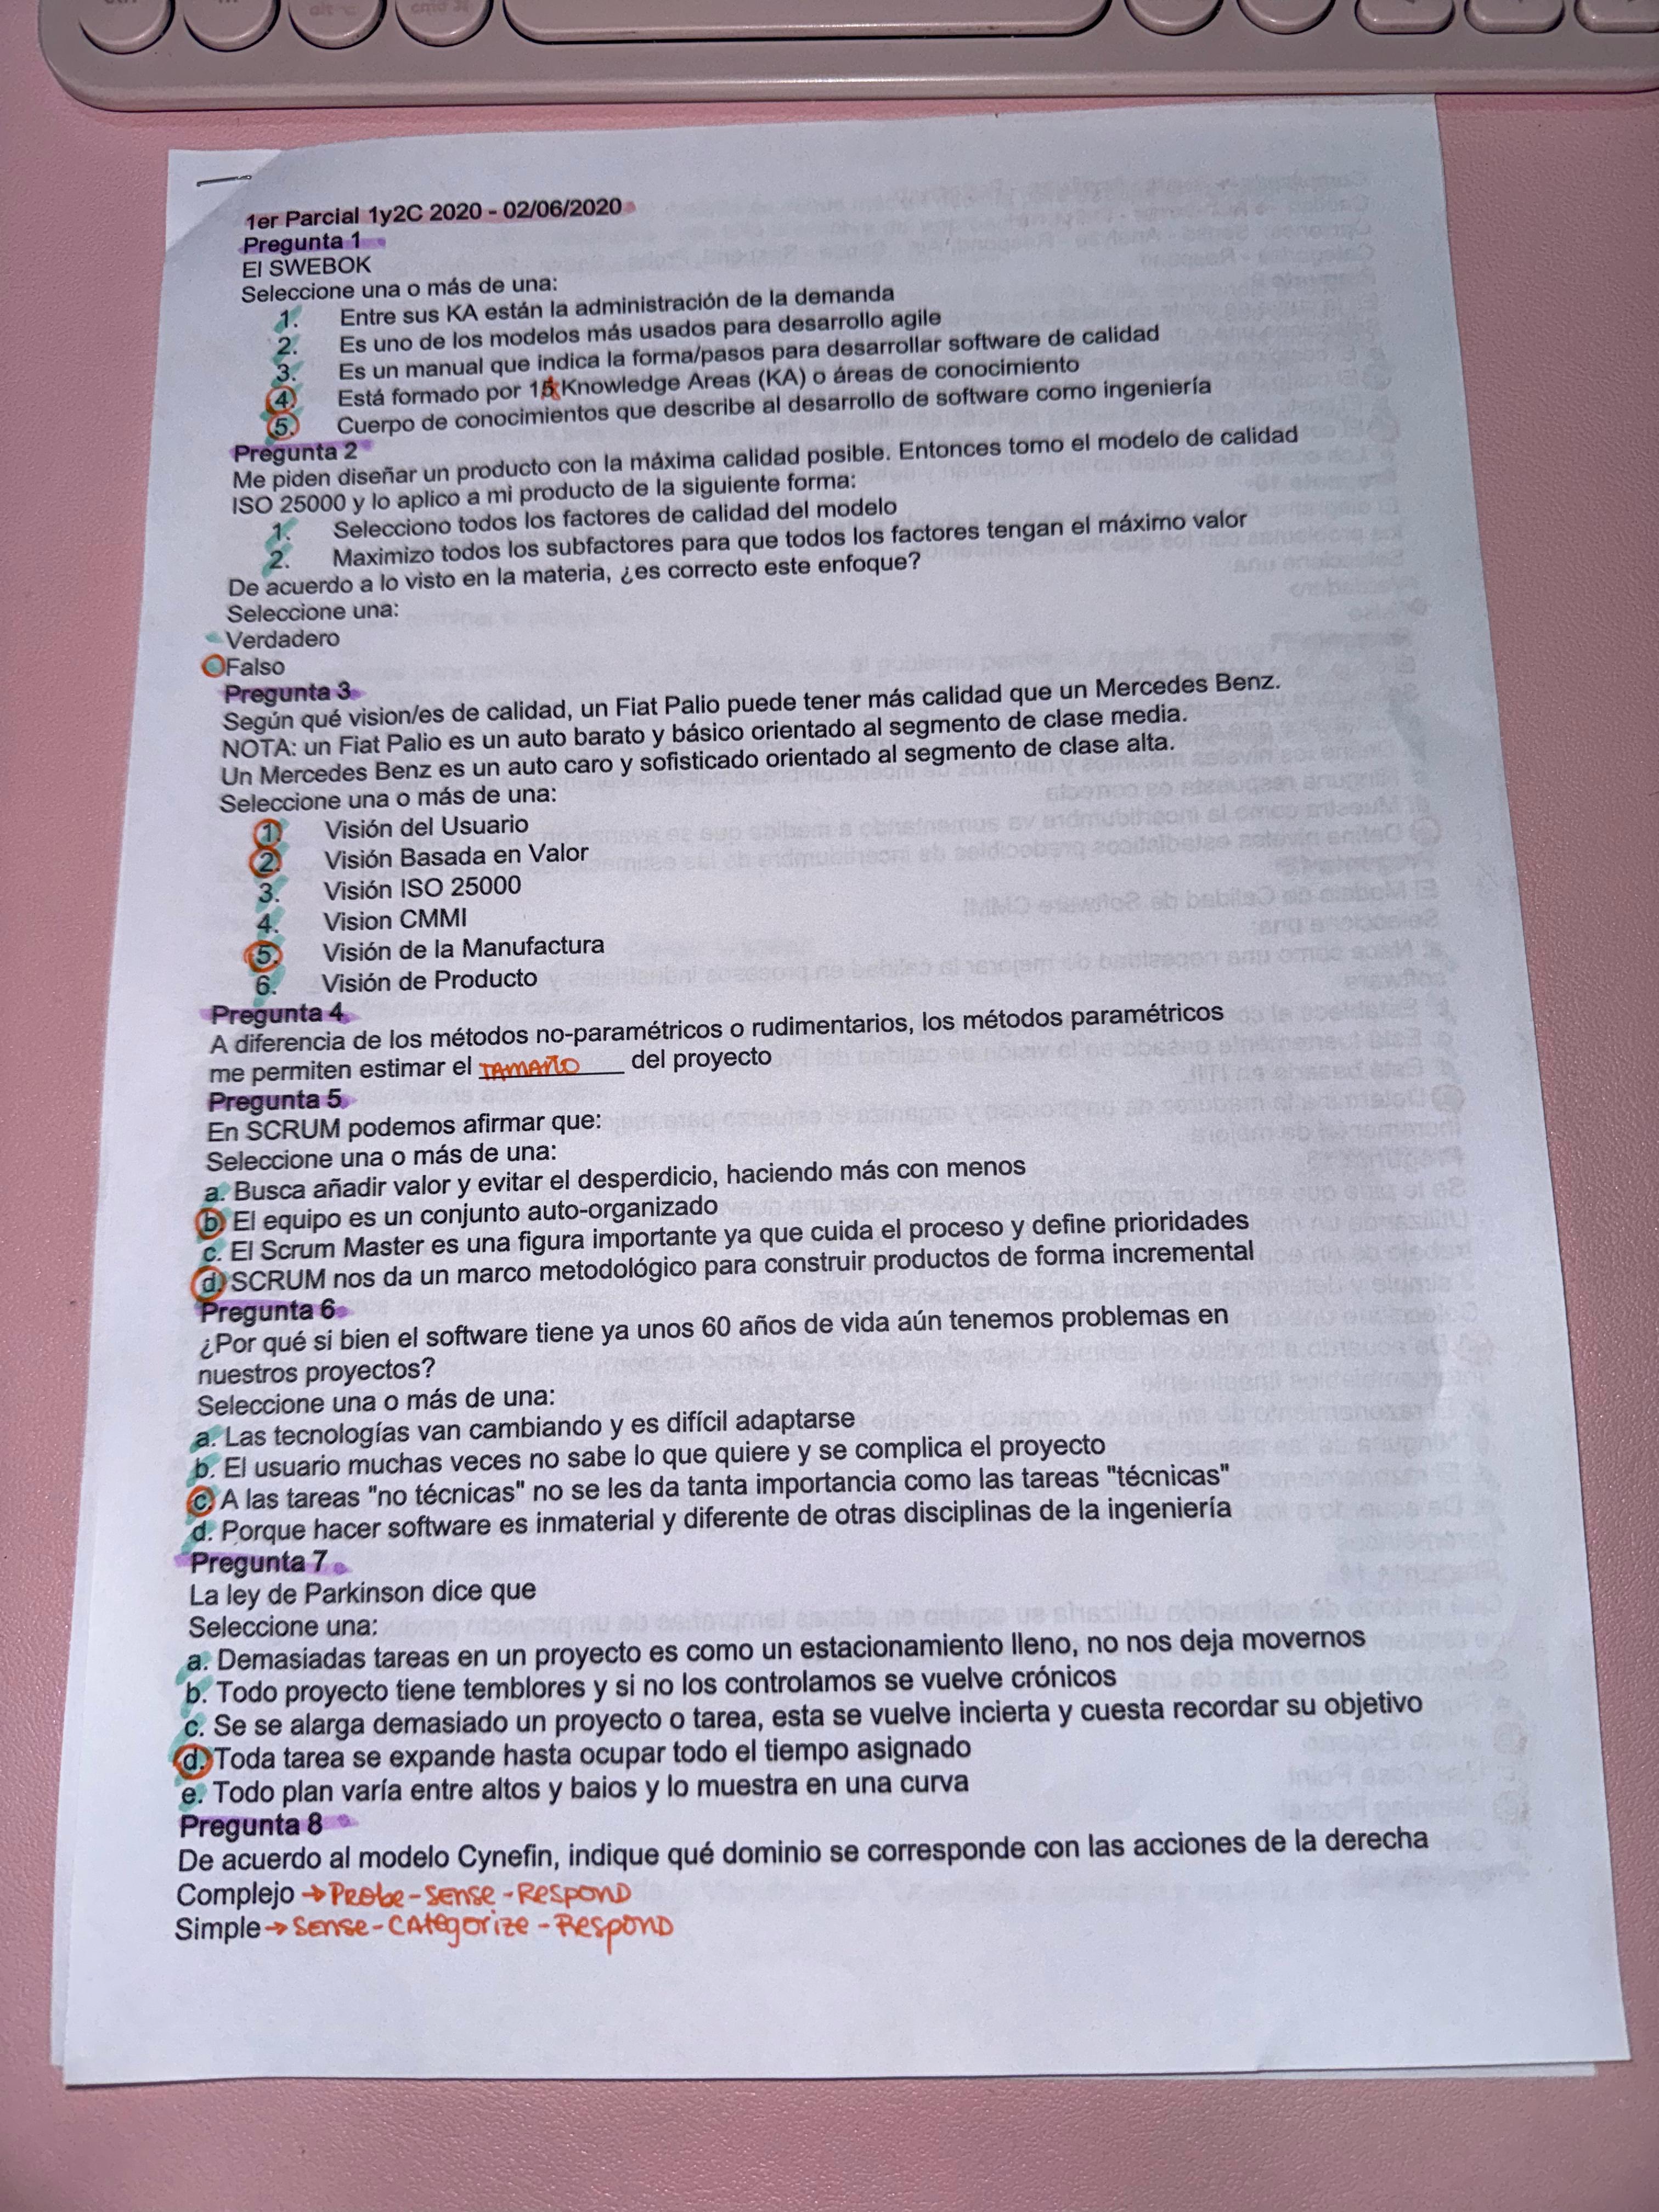 1er Parcial 1y2C 2020 - 02/06/2020
Pregunta 1
El SWEBOK
Seleccione una o más de una:
1. Entre sus KA están la administración de la demanda
2. Es uno de los modelos más usados para desarrollo agile
3. Es un manual que indica la forma/pasos para desarrollar software de calidad
4. Está formado por 15 Knowledge Areas (KA) o áreas de conocimiento
5. Cuerpo de conocimientos que describe al desarrollo de software como ingeniería
Pregunta 2
Me piden diseñar un producto con la máxima calidad posible. Entonces tomo el modelo de calidad
ISO 25000 y lo aplico a mi producto de la siguiente forma:
1. Selecciono todos los factores de calidad del modelo
2. Maximizo todos los subfactores para que todos los factores tengan el máximo valor
De acuerdo a lo visto en la materia, ¿es correcto este enfoque?
Seleccione una:
Verdadero
Falso
Pregunta 3
Según qué vision/es de calidad, un Fiat Palio puede tener más calidad que un Mercedes Benz.
NOTA: un Fiat Palio es un auto barato y básico orientado al segmento de clase media.
Un Mercedes Benz es un auto caro y sofisticado orientado al segmento de clase alta.
Seleccione una o más de una:
1. Visión del Usuario
2. Visión Basada en Valor
3. Visión ISO 25000
4. Vision CMMI
5. Visión de la Manufactura
6. Visión de Producto
Pregunta 4
A diferencia de los métodos no-paramétricos o rudimentarios, los métodos paramétricos
me permiten estimar el TAMAÑO del proyecto
Pregunta 5
En SCRUM podemos afirmar que:
Seleccione una o más de una:
a. Busca añadir valor y evitar el desperdicio, haciendo más con menos
b. El equipo es un conjunto auto-organizado
c. El Scrum Master es una figura importante ya que cuida el proceso y define prioridades
d. SCRUM nos da un marco metodológico para construir productos de forma incremental
Pregunta 6
¿Por qué si bien el software tiene ya unos 60 años de vida aún tenemos problemas en
nuestros proyectos?
Seleccione una o más de una:
a. Las tecnologías van cambiando y es difícil adaptarse
b. El usuario muchas veces no sabe lo que quiere y se complica el proyecto
c. A las tareas "no técnicas" no se les da tanta importancia como las tareas "técnicas"
d. Porque hacer software es inmaterial y diferente de otras disciplinas de la ingeniería
Pregunta 7
La ley de Parkinson dice que
Seleccione una:
a. Demasiadas tareas en un proyecto es como un estacionamiento lleno, no nos deja movernos
b. Todo proyecto tiene temblores y si no los controlamos se vuelve crónicos
c. Se se alarga demasiado un proyecto o tarea, esta se vuelve incierta y cuesta recordar su objetivo
d. Toda tarea se expande hasta ocupar todo el tiempo asignado
e. Todo plan varía entre altos y baios y lo muestra en una curva
Pregunta 8
De acuerdo al modelo Cynefin, indique qué dominio se corresponde con las acciones de la derecha
Complejo → Probe - Sense - Respond
Simple → Sense - Categorize - Respond